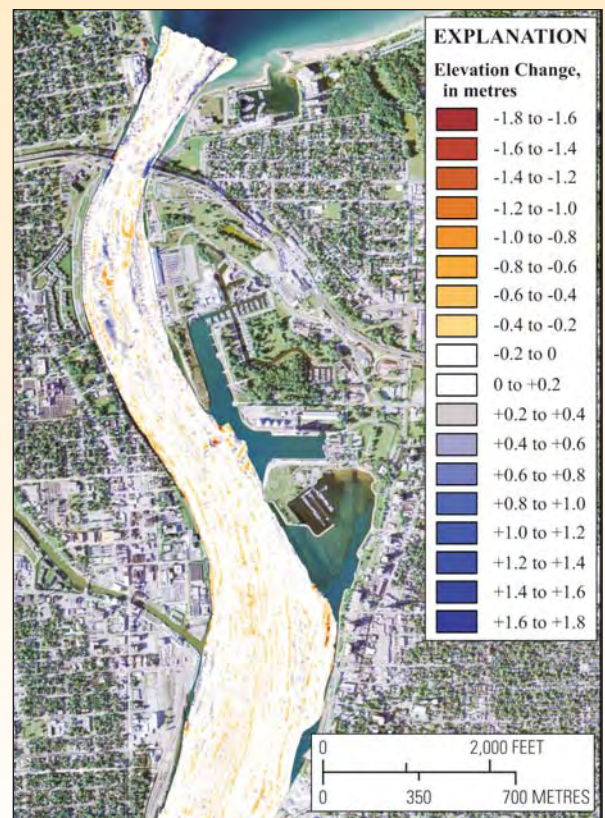 EXPLANATION
Elevation Change,
in metres
-1.8 to -1.6
-1.6 to -1.4
-1.4 to -1.2
-1.2 to -1.0
-1.0 to -0.8
-0.8 to -0.6
-0.6 to -0.4
-0.4 to -0.2
-0.2 to 0
0 to +0.2
+0.2 to +0.4
+0.4 to +0.6
+0.6 to +0.8
+0.8 to +1.0
+1.0 to +1.2
+1.2 to +1.4
+1.4 to +1.6
+1.6 to +1.8
0 2,000 FEET
0 350 700 METRES